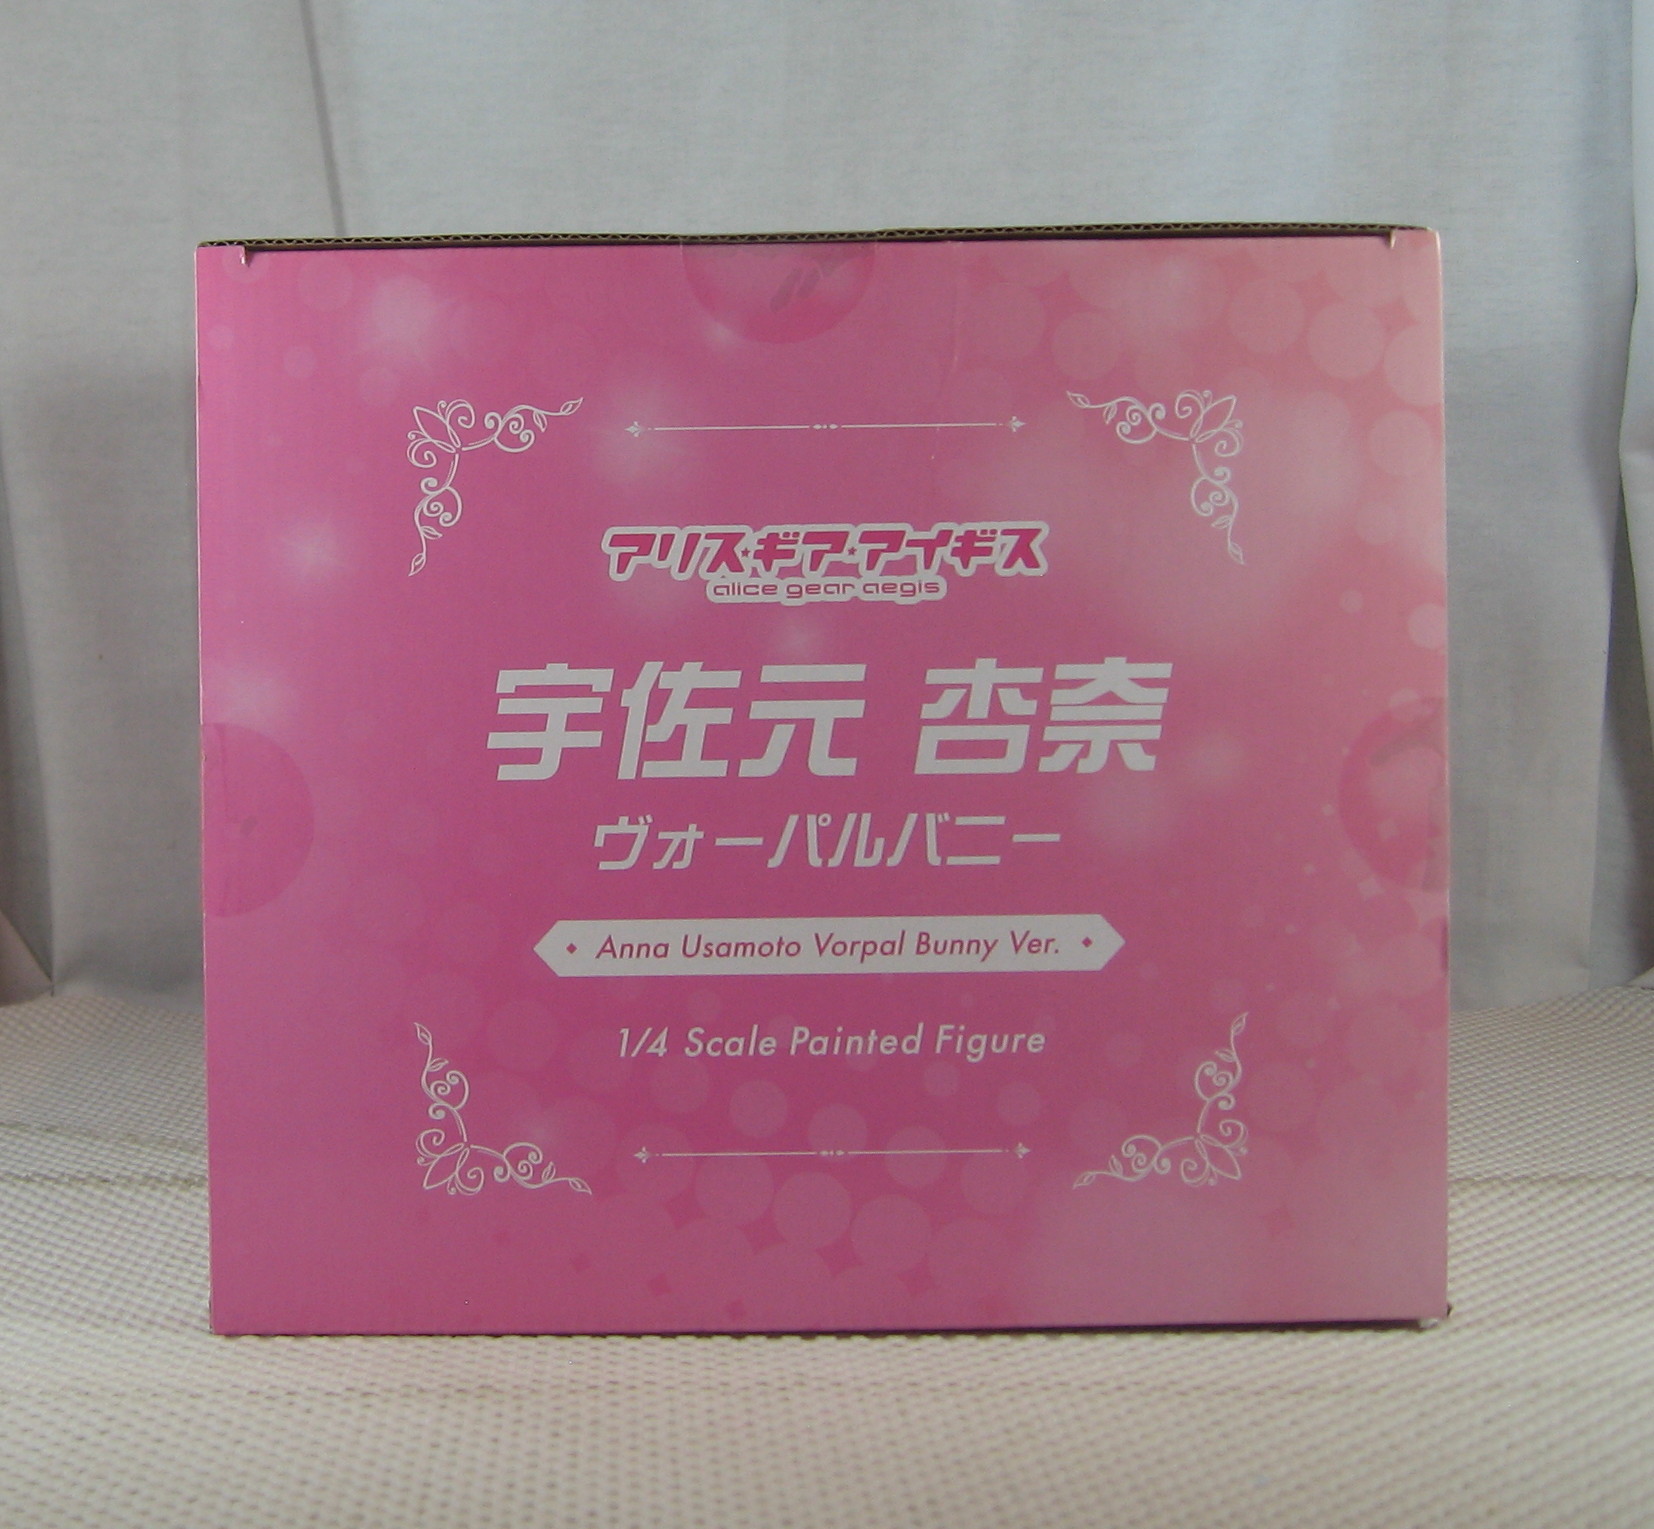 アリス★ギア★アイギス
alice gear aegis
宇佐元 杏奈
ヴォーパルバニー
Anna Usamoto Vorpal Bunny Ver.
1/4 Scale Painted Figure